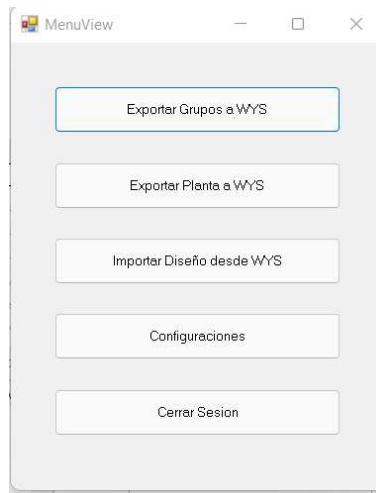 MenuView
Exportar Grupos a WYS
Exportar Planta a WYS
Importar Diseño desde WYS
Configuraciones
Cerrar Sesion